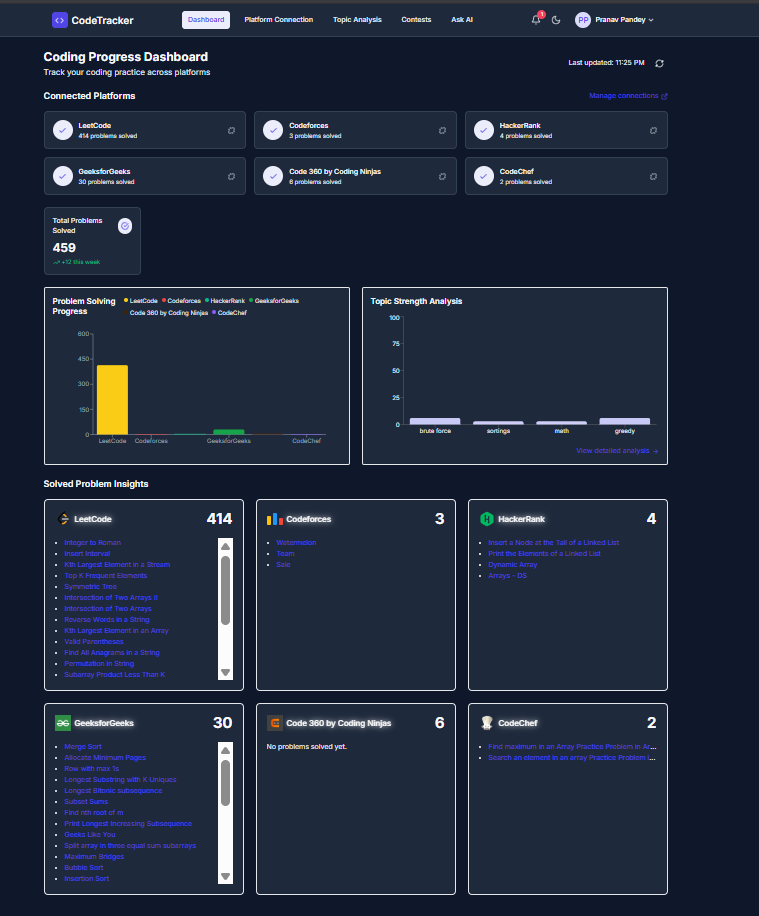 CodeTracker
Dashboard
Platform Connection
Topic Analysis
Contests
Ask AI
1
PP
Pranav Pandey
Coding Progress Dashboard
Track your coding practice across platforms
Last updated: 11:25 PM
Connected Platforms
Manage connections
LeetCode
414 problems solved
Codeforces
3 problems solved
HackerRank
4 problems solved
GeeksforGeeks
30 problems solved
Code 360 by Coding Ninjas
6 problems solved
CodeChef
2 problems solved
Total Problems
Solved
459
+12 this week
Problem Solving
Progress
LeetCode
Codeforces
HackerRank
GeeksforGeeks
Code 360 by Coding Ninjas
CodeChef
600
450
300
150
0
LeetCode
Codeforces
GeeksforGeeks
CodeChef
Topic Strength Analysis
100
75
50
25
0
brute force
sortings
math
greedy
View detailed analysis →
Solved Problem Insights
LeetCode
414
Integer to Roman
Insert Interval
Kth Largest Element in a Stream
Top K Frequent Elements
Symmetric Tree
Intersection of Two Arrays II
Intersection of Two Arrays
Reverse Words in a String
Kth Largest Element in an Array
Valid Parentheses
Find All Anagrams in a String
Permutation in String
Subarray Product Less Than K
Codeforces
3
Watermelon
Team
Sale
HackerRank
4
Insert a Node at the Tail of a Linked List
Print the Elements of a Linked List
Dynamic Array
Arrays - DS
GeeksforGeeks
30
Merge Sort
Allocate Minimum Pages
Row with max 1s
Longest Substring with K Uniques
Longest Bitonic subsequence
Subset Sums
Find nth root of m
Print Longest Increasing Subsequence
Geeks Like You
Split array in three equal sum subarrays
Maximum Bridges
Bubble Sort
Insertion Sort
Code 360 by Coding Ninjas
6
No problems solved yet.
CodeChef
2
Find maximum in an Array Practice Problem in Ar...
Search an element in an array Practice Problem i...